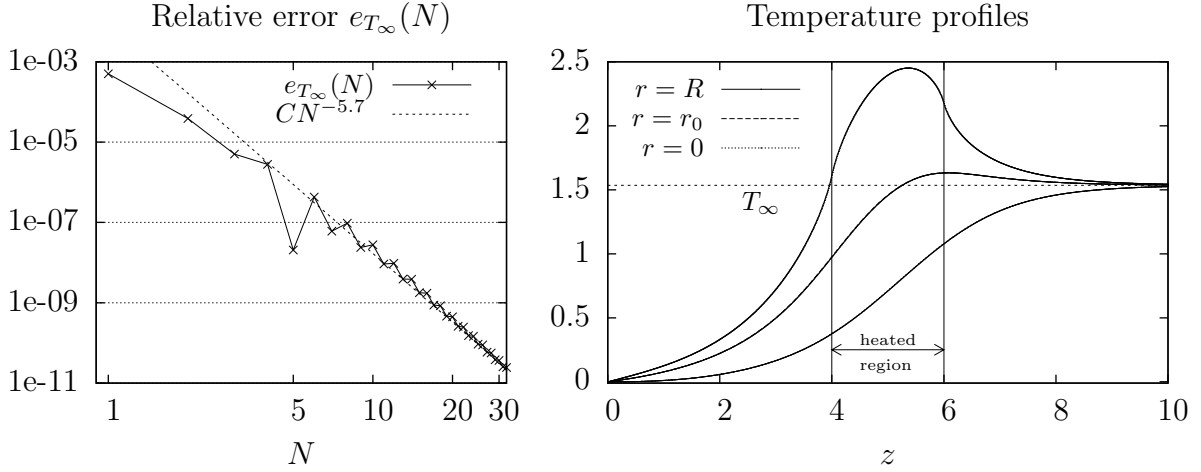 Relative error e_{T_∞}(N)
1e-03
1e-05
1e-07
1e-09
1e-11
e_{T_∞}(N)
CN^{−5.7}
1
5
10
20
30
N
Temperature profiles
2.5
2
1.5
1
0.5
0
r = R
r = r_0
r = 0
T_∞
heated
region
0
2
4
6
8
10
z